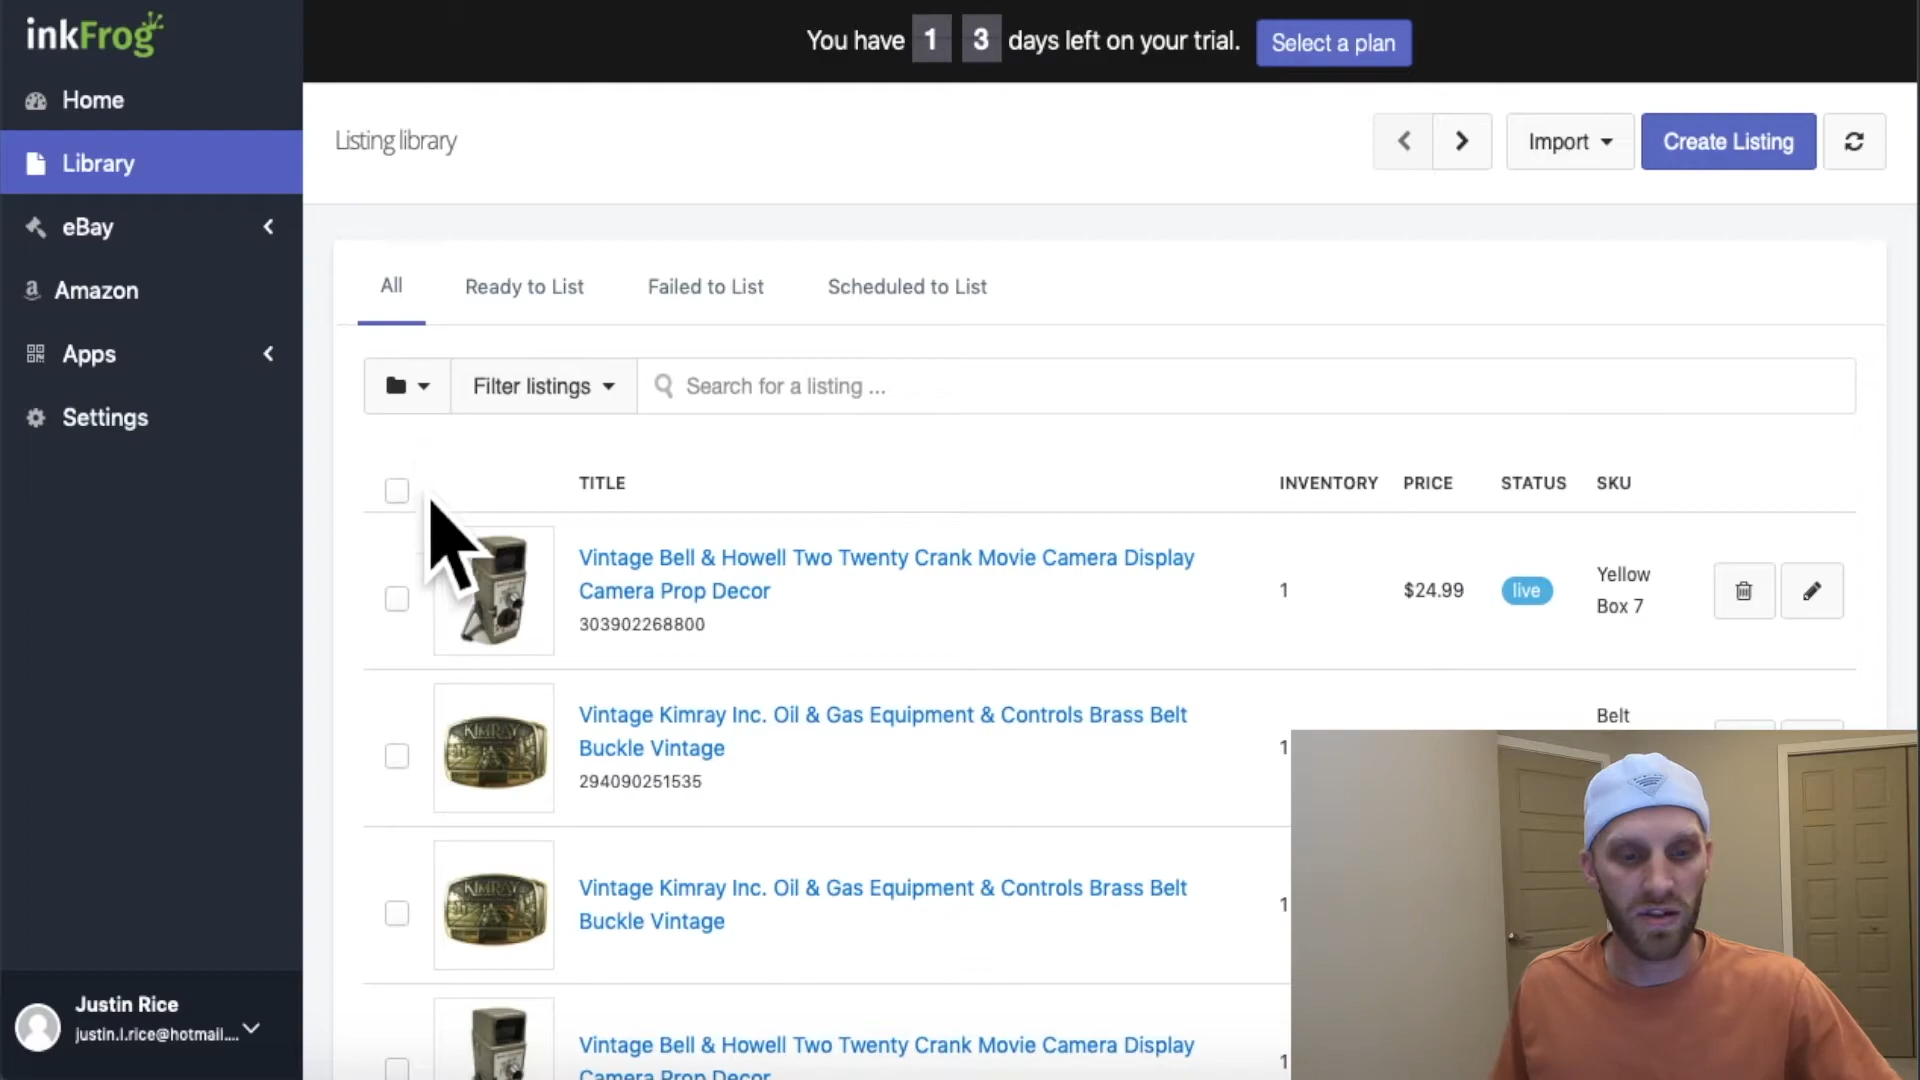 inkFrog
You have 1 3 days left on your trial. Select a plan
Home
Library
eBay
Amazon
Apps
Settings
Listing library
Import
Create Listing
All
Ready to List
Failed to List
Scheduled to List
Filter listings
Search for a listing ...
TITLE
INVENTORY
PRICE
STATUS
SKU
Vintage Bell & Howell Two Twenty Crank Movie Camera Display
Camera Prop Decor
303902268800
1
$24.99
live
Yellow
Box 7
Vintage Kimray Inc. Oil & Gas Equipment & Controls Brass Belt
Buckle Vintage
294090251535
1
Belt
KIMRAY
Vintage Kimray Inc. Oil & Gas Equipment & Controls Brass Belt
Buckle Vintage
1
KIMRAY
Vintage Bell & Howell Two Twenty Crank Movie Camera Display
Camera Prop Decor
1
Justin Rice
justin.l.rice@hotmail....